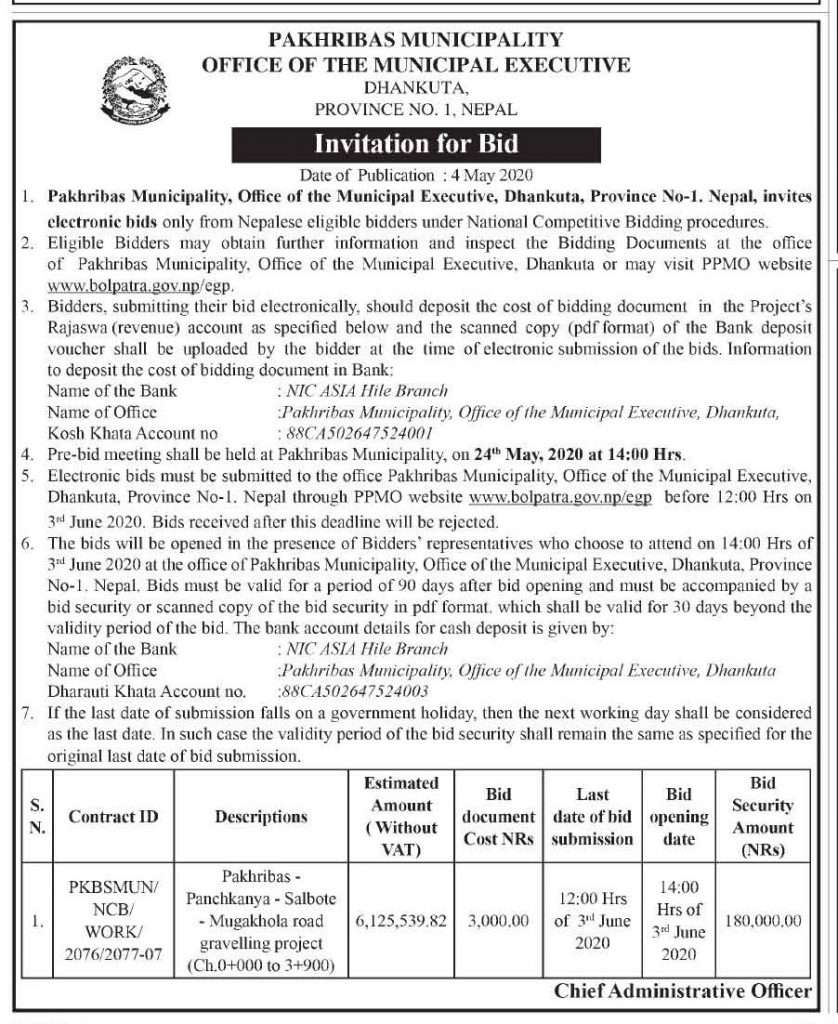 PAKHRIBAS MUNICIPALITY
OFFICE OF THE MUNICIPAL EXECUTIVE
DHANKUTA,
PROVINCE NO. 1, NEPAL
Invitation for Bid
Date of Publication : 4 May 2020
1. Pakhribas Municipality, Office of the Municipal Executive, Dhankuta, Province No-1. Nepal, invites
electronic bids only from Nepalese eligible bidders under National Competitive Bidding procedures.
2. Eligible Bidders may obtain further information and inspect the Bidding Documents at the office
of Pakhribas Municipality, Office of the Municipal Executive, Dhankuta or may visit PPMO website
www.bolpatra.gov.np/egp.
3. Bidders, submitting their bid electronically, should deposit the cost of bidding document in the Project's
Rajaswa (revenue) account as specified below and the scanned copy (pdf format) of the Bank deposit
voucher shall be uploaded by the bidder at the time of electronic submission of the bids. Information
to deposit the cost of bidding document in Bank:
Name of the Bank : NIC ASIA Hile Branch
Name of Office :Pakhribas Municipality, Office of the Municipal Executive, Dhankuta,
Kosh Khata Account no : 88CA502647524001
4. Pre-bid meeting shall be held at Pakhribas Municipality, on 24th May, 2020 at 14:00 Hrs.
5. Electronic bids must be submitted to the office Pakhribas Municipality, Office of the Municipal Executive,
Dhankuta, Province No-1. Nepal through PPMO website www.bolpatra.gov.np/egp before 12:00 Hrs on
3rd June 2020. Bids received after this deadline will be rejected.
6. The bids will be opened in the presence of Bidders' representatives who choose to attend on 14:00 Hrs of
3rd June 2020 at the office of Pakhribas Municipality, Office of the Municipal Executive, Dhankuta, Province
No-1. Nepal. Bids must be valid for a period of 90 days after bid opening and must be accompanied by a
bid security or scanned copy of the bid security in pdf format. which shall be valid for 30 days beyond the
validity period of the bid. The bank account details for cash deposit is given by:
Name of the Bank : NIC ASIA Hile Branch
Name of Office :Pakhribas Municipality, Office of the Municipal Executive, Dhankuta
Dharauti Khata Account no. :88CA502647524003
7. If the last date of submission falls on a government holiday, then the next working day shall be considered
as the last date. In such case the validity period of the bid security shall remain the same as specified for the
original last date of bid submission.
S.
N.
Contract ID
Descriptions
Estimated
Amount
( Without
VAT)
Bid
document
Cost NRs
Last
date of bid
submission
Bid
opening
date
Bid
Security
Amount
(NRs)
1.
PKBSMUN/
NCB/
WORK/
2076/2077-07
Pakhribas -
Panchkanya - Salbote
- Mugakhola road
gravelling project
(Ch.0+000 to 3+900)
6,125,539.82
3,000.00
12:00 Hrs
of 3rd June
2020
14:00
Hrs of
3rd June
2020
180,000.00
Chief Administrative Officer